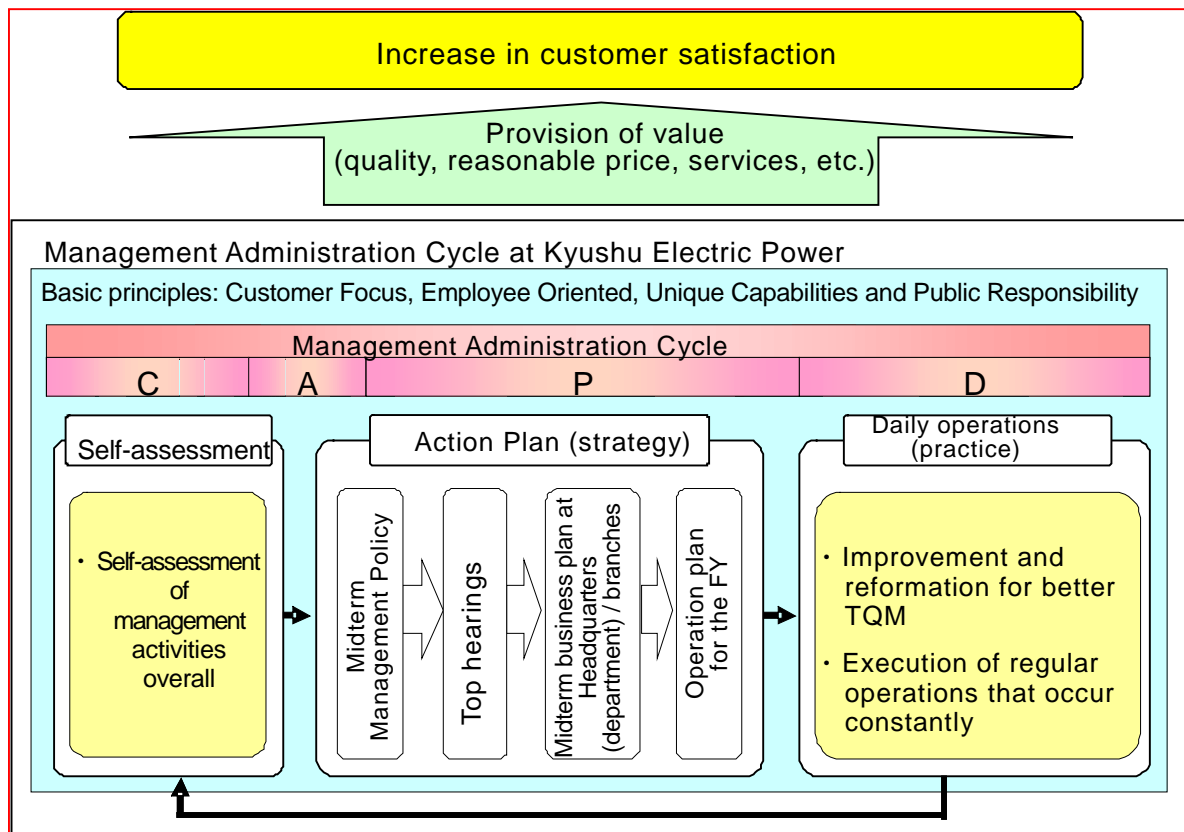 Increase in customer satisfaction
Provision of value
(quality, reasonable price, services, etc.)
Management Administration Cycle at Kyushu Electric Power
Basic principles: Customer Focus, Employee Oriented, Unique Capabilities and Public Responsibility
Management Administration Cycle
C
A
P
D
Self-assessment
・Self-assessment
of
management
activities
overall
Action Plan (strategy)
Midterm
Management Policy
Top hearings
Midterm business plan at
Headquarters
(department) / branches
Operation plan
for the FY
Daily operations
(practice)
・Improvement and
reformation for better
TQM
・Execution of regular
operations that occur
constantly